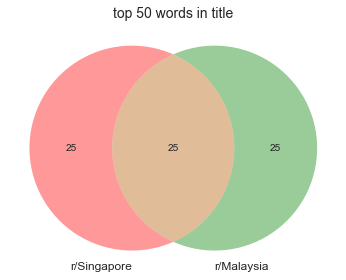 top 50 words in title
25 25 25
r/Singapore r/Malaysia